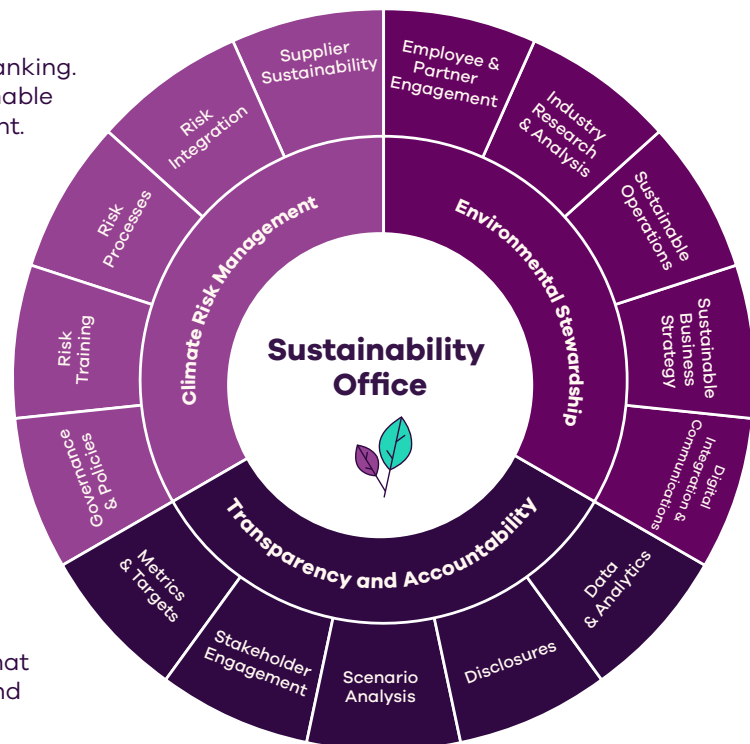 anking.
nable
nt.
Sustainability
Office
Climate Risk Management
Environmental Stewardship
Transparency and Accountability
Supplier
Sustainability
Employee &
Partner
Engagement
Industry
Research
& Analysis
Sustainable
Operations
Sustainable
Business
Strategy
Digital
Integration &
Communications
Data
& Analytics
Disclosures
Scenario
Analysis
Stakeholder
Engagement
Metrics
& Targets
Governance
& Policies
Risk
Training
Risk
Processes
Risk
Integration
hat
nd